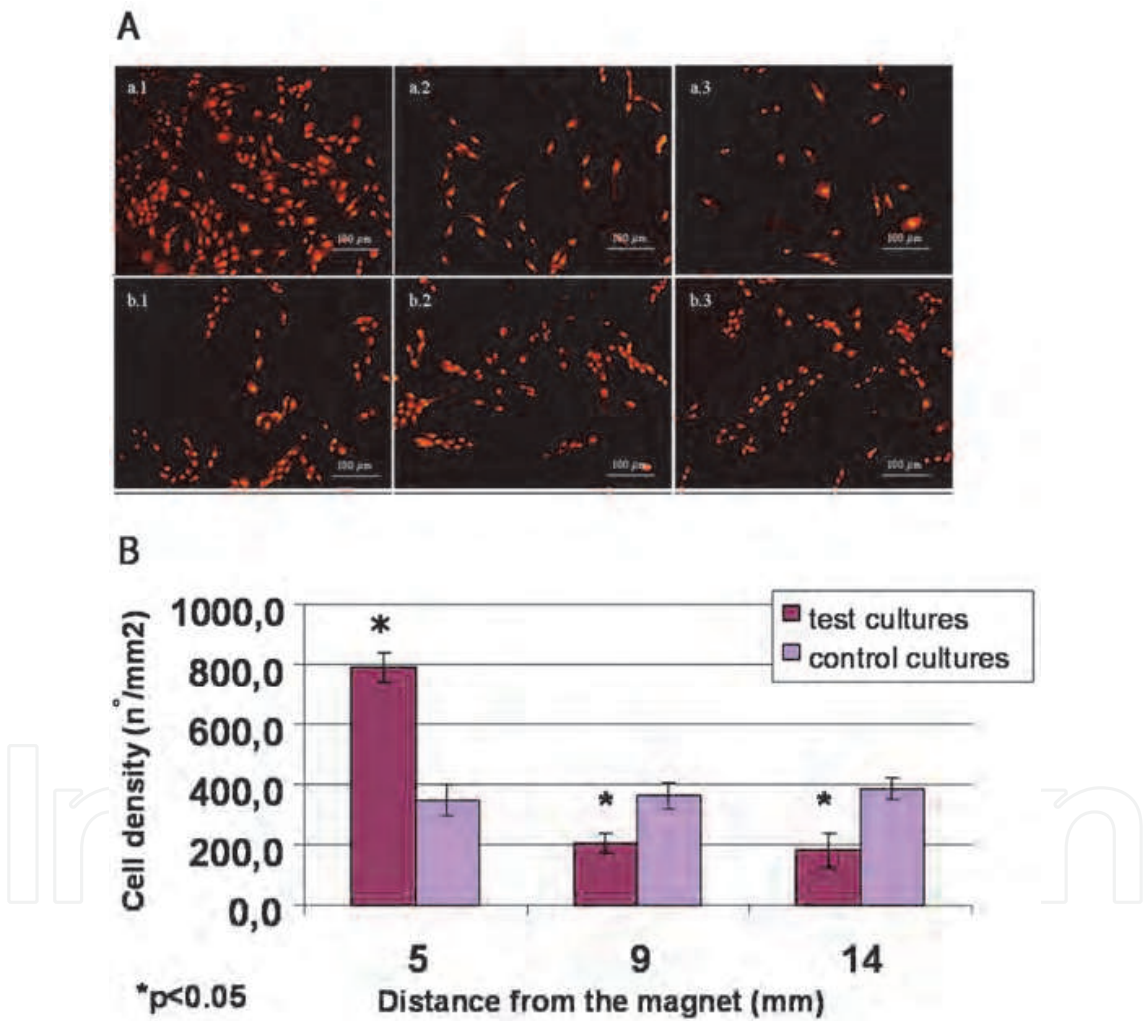 A
a.1
a.2
a.3
100 µm
100 µm
100 µm
b.1
b.2
b.3
100 µm
100 µm
100 µm
B
Cell density (n°/mm2)
1000,0
800,0
600,0
400,0
200,0
0,0
*
*
*
test cultures
control cultures
5
9
14
Distance from the magnet (mm)
*p<0.05